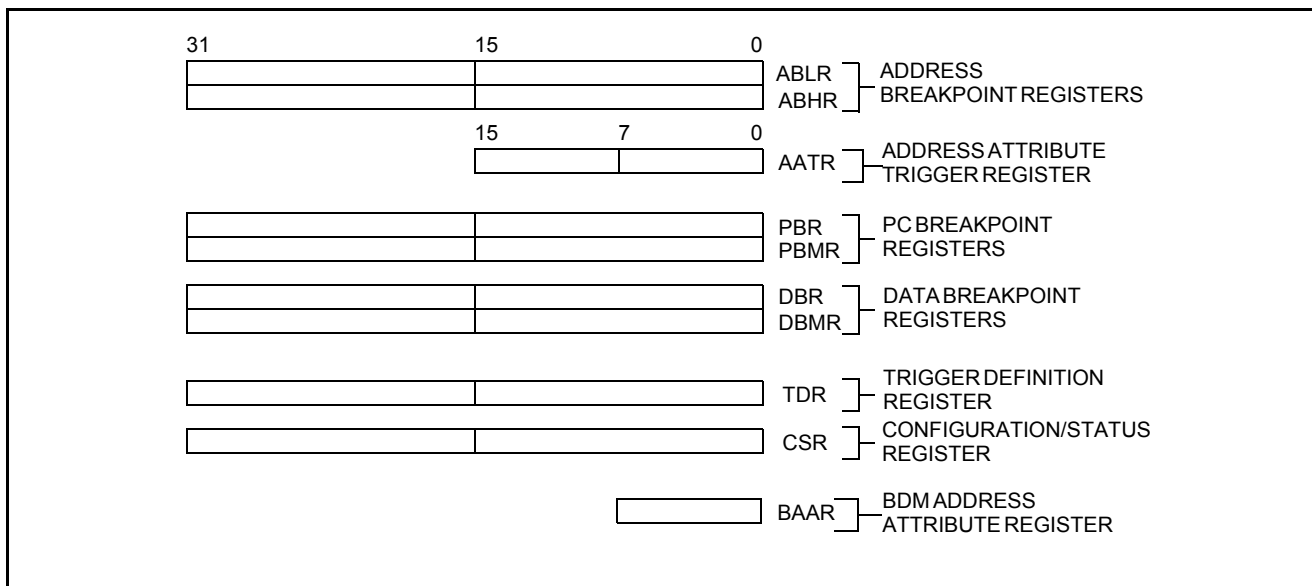 31 15 0
ABLR ADDRESS
ABHR BREAKPOINT REGISTERS
15 7 0
AATR ADDRESS ATTRIBUTE
TRIGGER REGISTER
PBR PC BREAKPOINT
PBMR REGISTERS
DBR DATA BREAKPOINT
DBMR REGISTERS
TDR TRIGGER DEFINITION
REGISTER
CSR CONFIGURATION/STATUS
REGISTER
BAAR BDM ADDRESS
ATTRIBUTE REGISTER